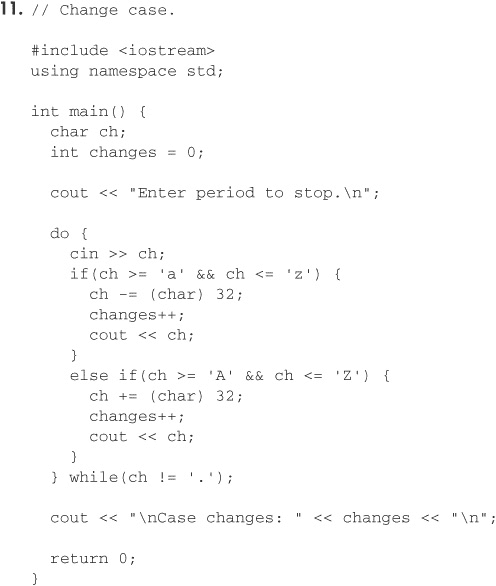 11. // Change case.
#include <iostream>
using namespace std;
int main() {
  char ch;
  int changes = 0;
  cout << "Enter period to stop.\n";
  do {
    cin >> ch;
    if(ch >= 'a' && ch <= 'z') {
      ch -= (char) 32;
      changes++;
      cout << ch;
    }
    else if(ch >= 'A' && ch <= 'Z') {
      ch += (char) 32;
      changes++;
      cout << ch;
    }
  } while(ch != '.');
  cout << "\nCase changes: " << changes << "\n";
  return 0;
}